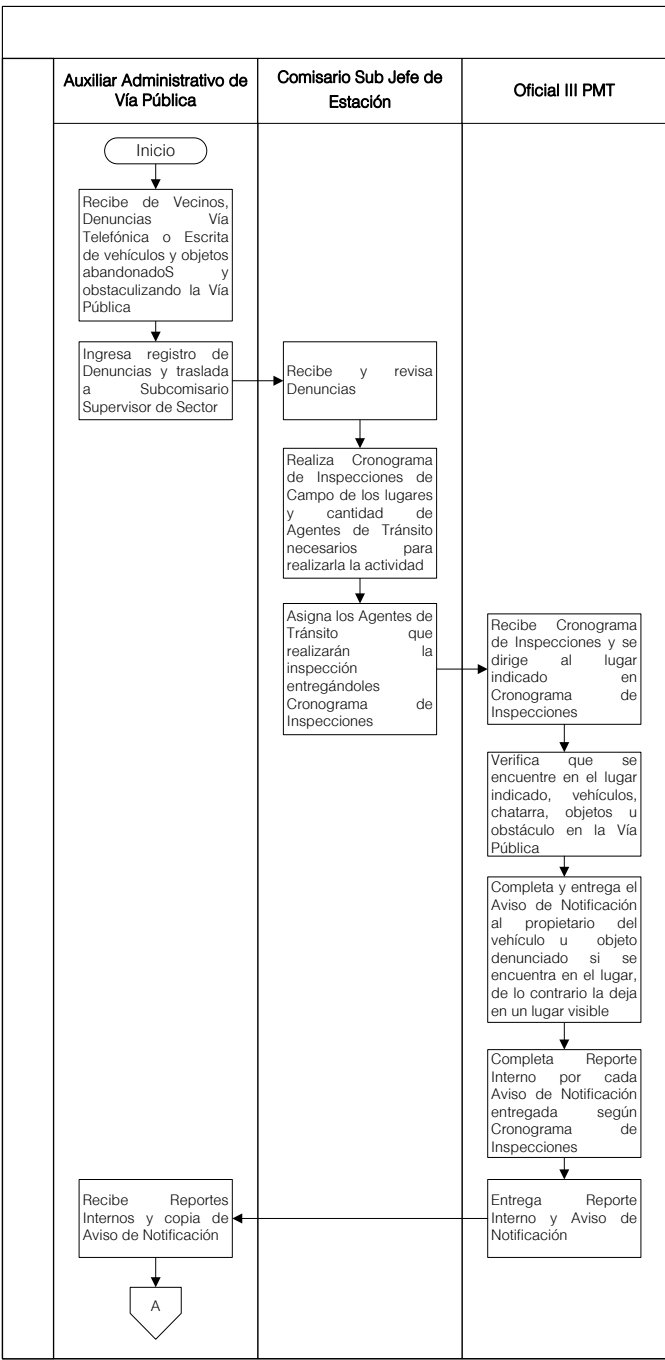 Auxiliar Administrativo de
Vía Pública
Comisario Sub Jefe de
Estación
Oficial III PMT
Inicio
Recibe de Vecinos,
Denuncias Vía
Telefónica o Escrita
de vehículos y objetos
abandonadoS y
obstaculizando la Vía
Pública
Ingresa registro de
Denuncias y traslada
a Subcomisario
Supervisor de Sector
Recibe y revisa
Denuncias
Realiza Cronograma
de Inspecciones de
Campo de los lugares
y cantidad de
Agentes de Tránsito
necesarios para
realizarla la actividad
Asigna los Agentes de
Tránsito que
realizarán la
inspección
entregándoles
Cronograma de
Inspecciones
Recibe Cronograma
de Inspecciones y se
dirige al lugar
indicado en
Cronograma de
Inspecciones
Verifica que se
encuentre en el lugar
indicado, vehículos,
chatarra, objetos u
obstáculo en la Vía
Pública
Completa y entrega el
Aviso de Notificación
al propietario del
vehículo u objeto
denunciado si se
encuentra en el lugar,
de lo contrario la deja
en un lugar visible
Completa Reporte
Interno por cada
Aviso de Notificación
entregada según
Cronograma de
Inspecciones
Entrega Reporte
Interno y Aviso de
Notificación
Recibe Reportes
Internos y copia de
Aviso de Notificación
A